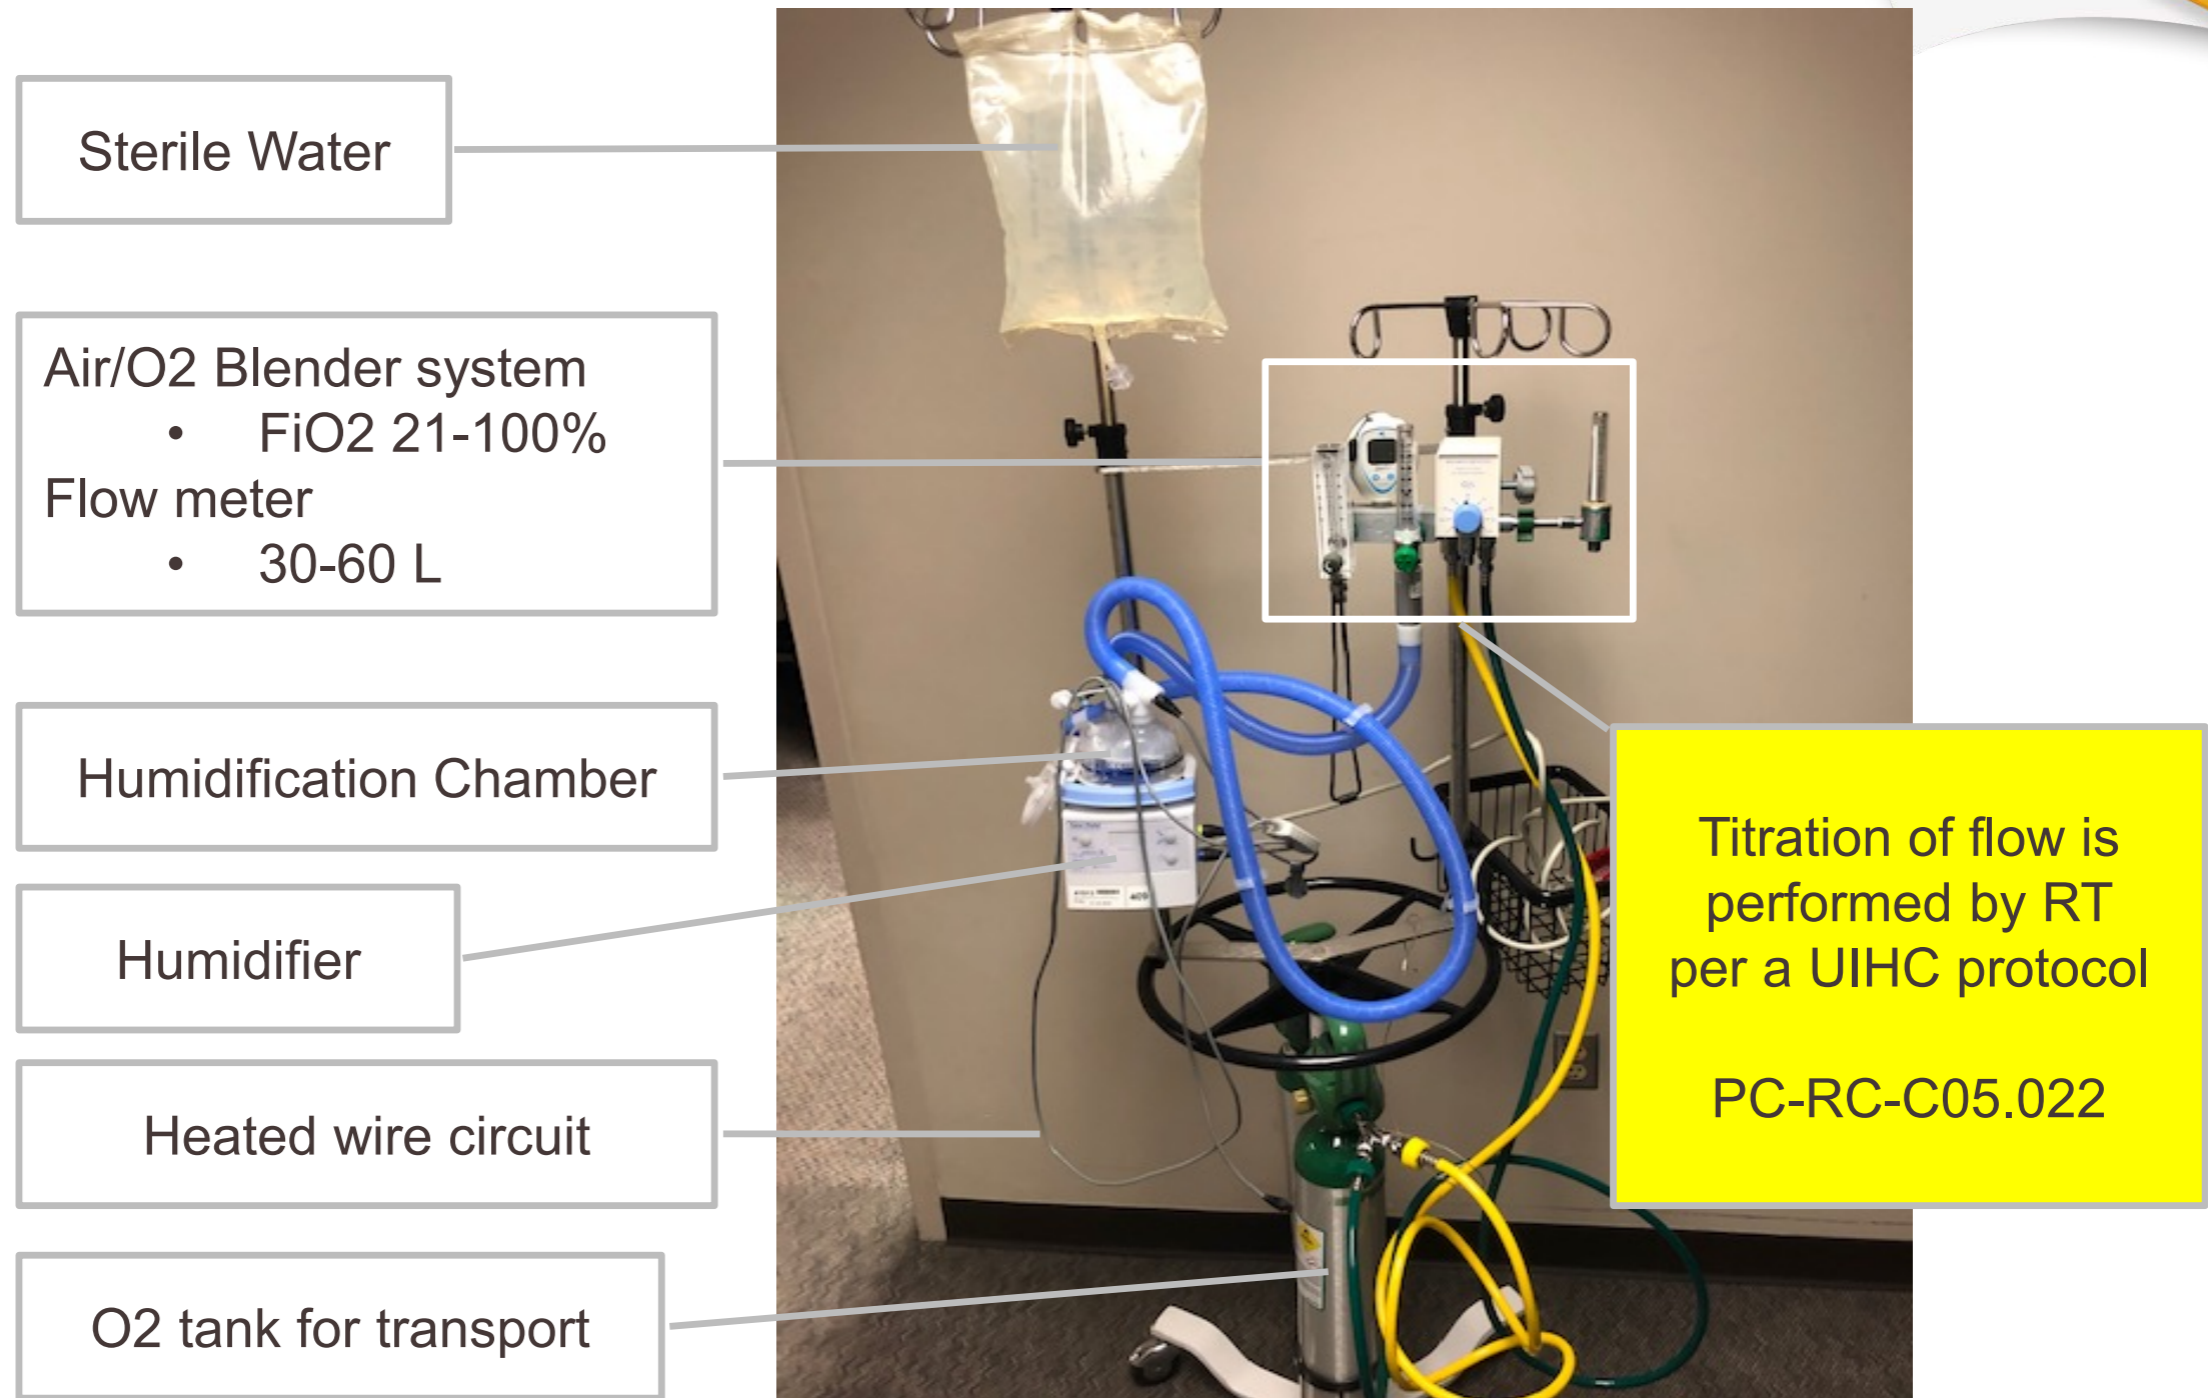 Sterile Water
Air/O2 Blender system
• FiO2 21-100%
Flow meter
• 30-60 L
Humidification Chamber
Humidifier
Heated wire circuit
O2 tank for transport
Titration of flow is
performed by RT
per a UIHC protocol
PC-RC-C05.022